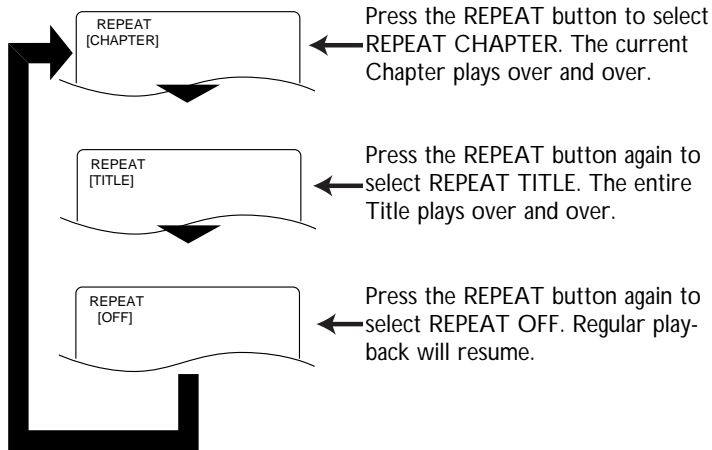 REPEAT
[CHAPTER]
Press the REPEAT button to select
REPEAT CHAPTER. The current
Chapter plays over and over.
REPEAT
[TITLE]
Press the REPEAT button again to
select REPEAT TITLE. The entire
Title plays over and over.
REPEAT
[OFF]
Press the REPEAT button again to
select REPEAT OFF. Regular play-
back will resume.